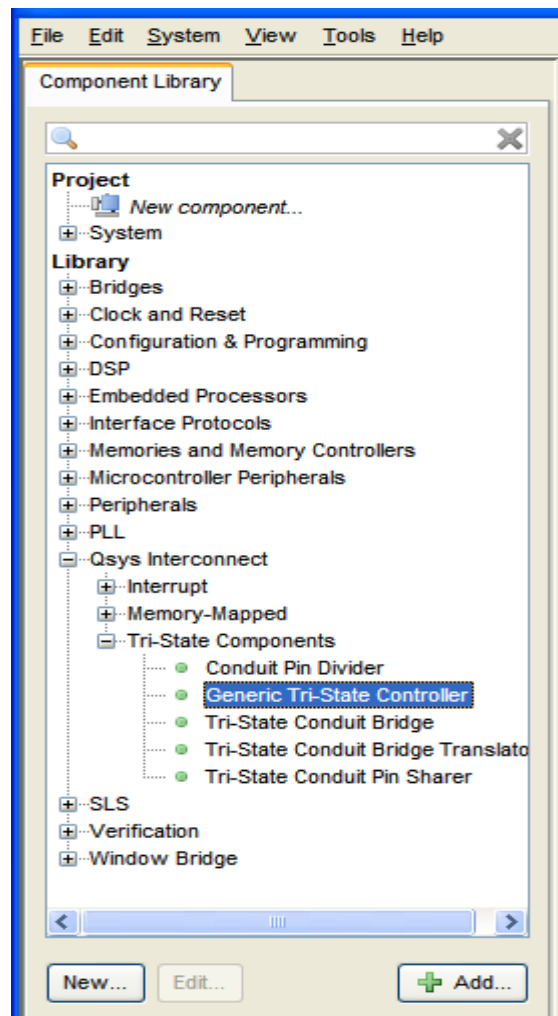 File Edit System View Tools Help
Component Library
Project
New component...
System
Library
Bridges
Clock and Reset
Configuration & Programming
DSP
Embedded Processors
Interface Protocols
Memories and Memory Controllers
Microcontroller Peripherals
Peripherals
PLL
Qsys Interconnect
Interrupt
Memory-Mapped
Tri-State Components
Conduit Pin Divider
Generic Tri-State Controller
Tri-State Conduit Bridge
Tri-State Conduit Bridge Translato
Tri-State Conduit Pin Sharer
SLS
Verification
Window Bridge
New... Edit... Add...